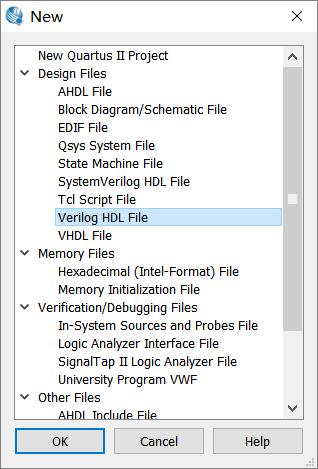 New
New Quartus II Project
Design Files
AHDL File
Block Diagram/Schematic File
EDIF File
Qsys System File
State Machine File
SystemVerilog HDL File
Tcl Script File
Verilog HDL File
VHDL File
Memory Files
Hexadecimal (Intel-Format) File
Memory Initialization File
Verification/Debugging Files
In-System Sources and Probes File
Logic Analyzer Interface File
SignalTap II Logic Analyzer File
University Program VWF
Other Files
AHDL Include File
OK Cancel Help